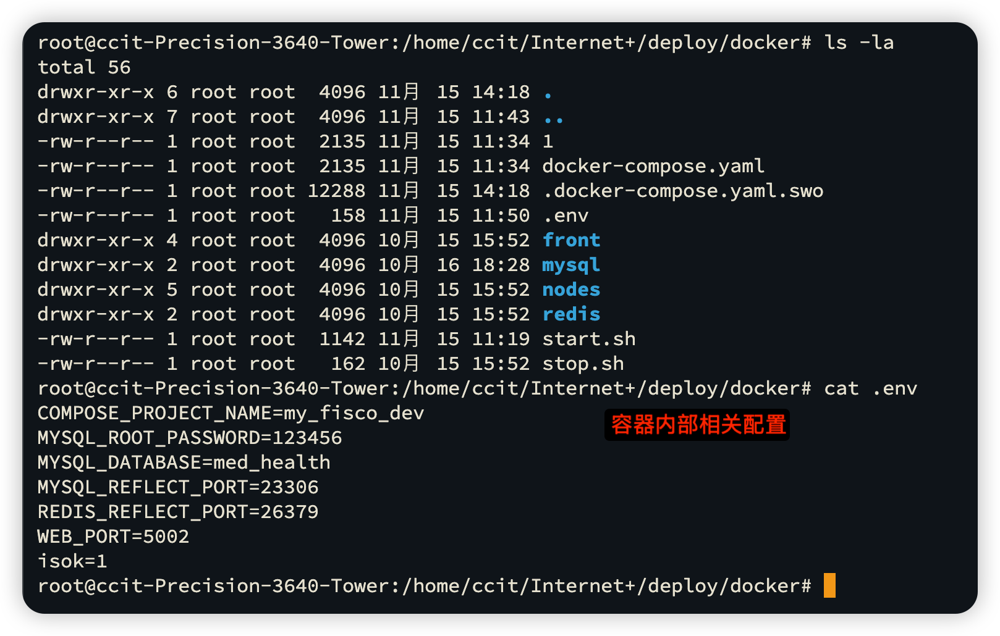 root@ccit-Precision-3640-Tower:/home/ccit/Internet+/deploy/docker# ls -la
total 56
drwxr-xr-x 6 root root  4096 11月  15 14:18 .
drwxr-xr-x 7 root root  4096 11月  15 11:43 ..
-rw-r--r-- 1 root root  2135 11月  15 11:34 1
-rw-r--r-- 1 root root  2135 11月  15 11:34 docker-compose.yaml
-rw-r--r-- 1 root root 12288 11月  15 14:18 .docker-compose.yaml.swo
-rw-r--r-- 1 root root   158 11月  15 11:50 .env
drwxr-xr-x 4 root root  4096 10月  15 15:52 front
drwxr-xr-x 2 root root  4096 10月  16 18:28 mysql
drwxr-xr-x 5 root root  4096 10月  15 15:52 nodes
drwxr-xr-x 2 root root  4096 10月  15 15:52 redis
-rw-r--r-- 1 root root  1142 11月  15 11:19 start.sh
-rw-r--r-- 1 root root   162 10月  15 15:52 stop.sh
root@ccit-Precision-3640-Tower:/home/ccit/Internet+/deploy/docker# cat .env
COMPOSE_PROJECT_NAME=my_fisco_dev
容器内部相关配置
MYSQL_ROOT_PASSWORD=123456
MYSQL_DATABASE=med_health
MYSQL_REFLECT_PORT=23306
REDIS_REFLECT_PORT=26379
WEB_PORT=5002
isok=1
root@ccit-Precision-3640-Tower:/home/ccit/Internet+/deploy/docker#